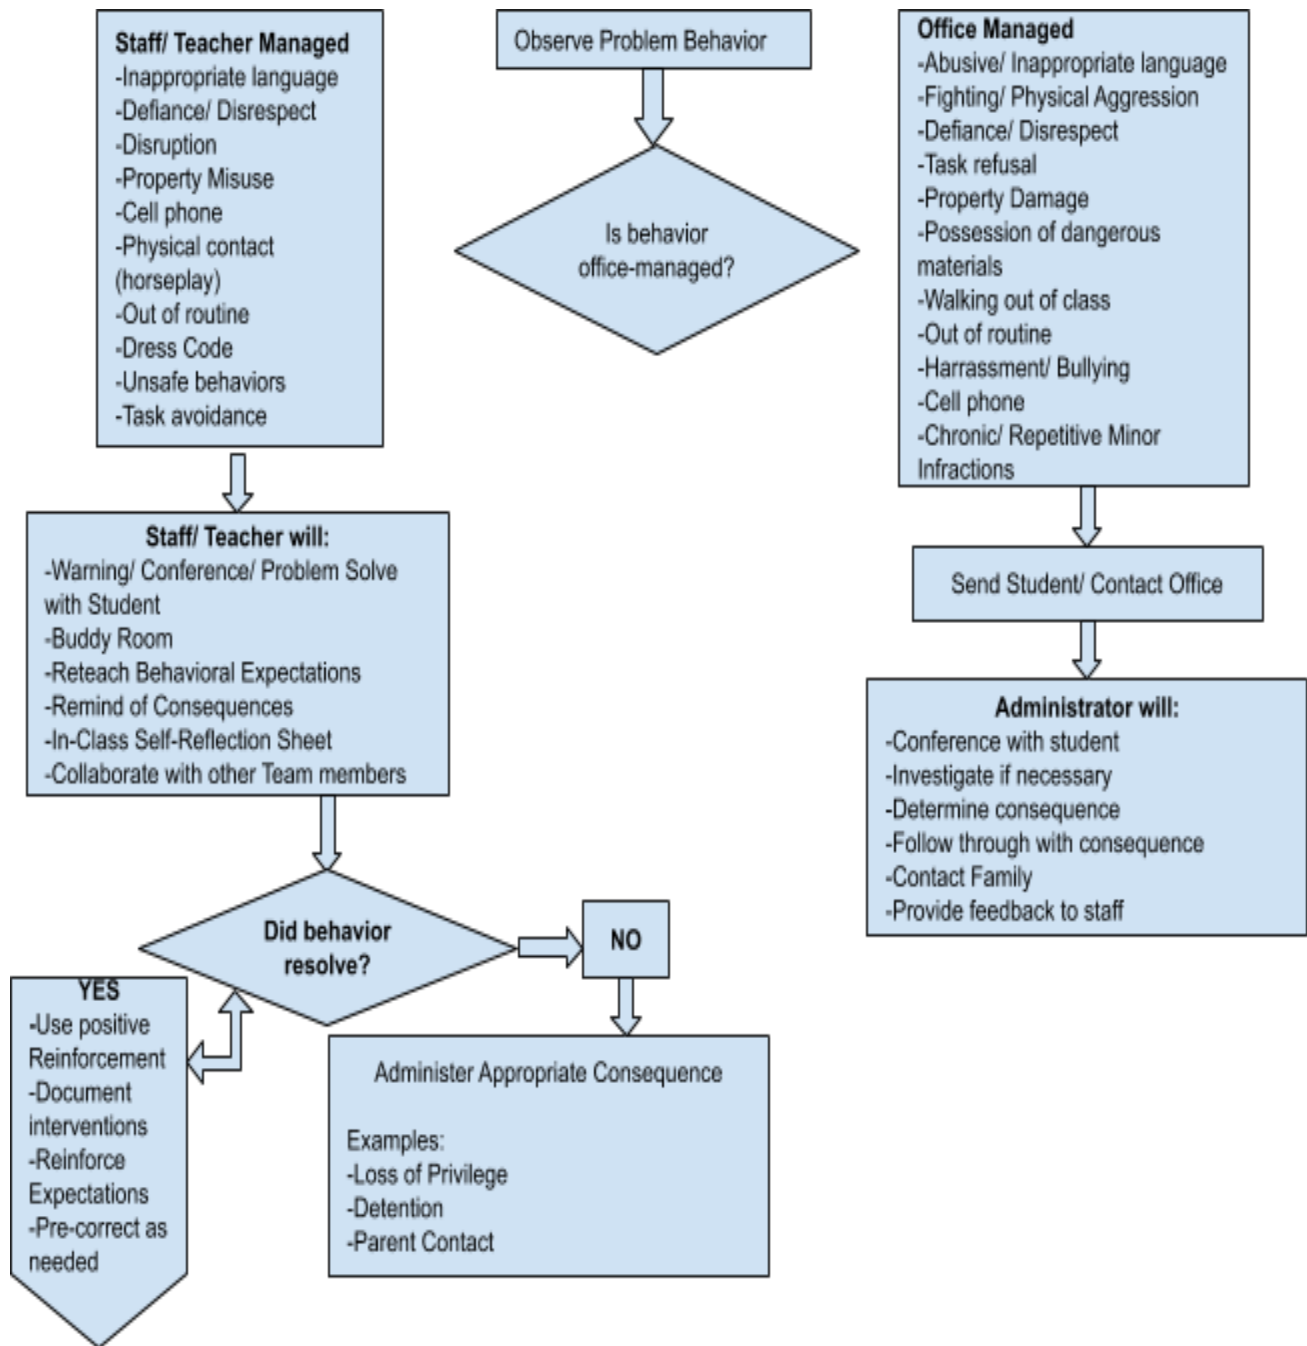 Staff/ Teacher Managed
-Inappropriate language
-Defiance/ Disrespect
-Disruption
-Property Misuse
-Cell phone
-Physical contact
(horseplay)
-Out of routine
-Dress Code
-Unsafe behaviors
-Task avoidance
Observe Problem Behavior
Is behavior
office-managed?
Office Managed
-Abusive/ Inappropriate language
-Fighting/ Physical Aggression
-Defiance/ Disrespect
-Task refusal
-Property Damage
-Possession of dangerous
materials
-Walking out of class
-Out of routine
-Harrassment/ Bullying
-Cell phone
-Chronic/ Repetitive Minor
Infractions
Staff/ Teacher will:
-Warning/ Conference/ Problem Solve
with Student
-Buddy Room
-Reteach Behavioral Expectations
-Remind of Consequences
-In-Class Self-Reflection Sheet
-Collaborate with other Team members
Send Student/ Contact Office
Administrator will:
-Conference with student
-Investigate if necessary
-Determine consequence
-Follow through with consequence
-Contact Family
-Provide feedback to staff
Did behavior
resolve?
NO
YES
-Use positive
Reinforcement
-Document
interventions
-Reinforce
Expectations
-Pre-correct as
needed
Administer Appropriate Consequence
Examples:
-Loss of Privilege
-Detention
-Parent Contact